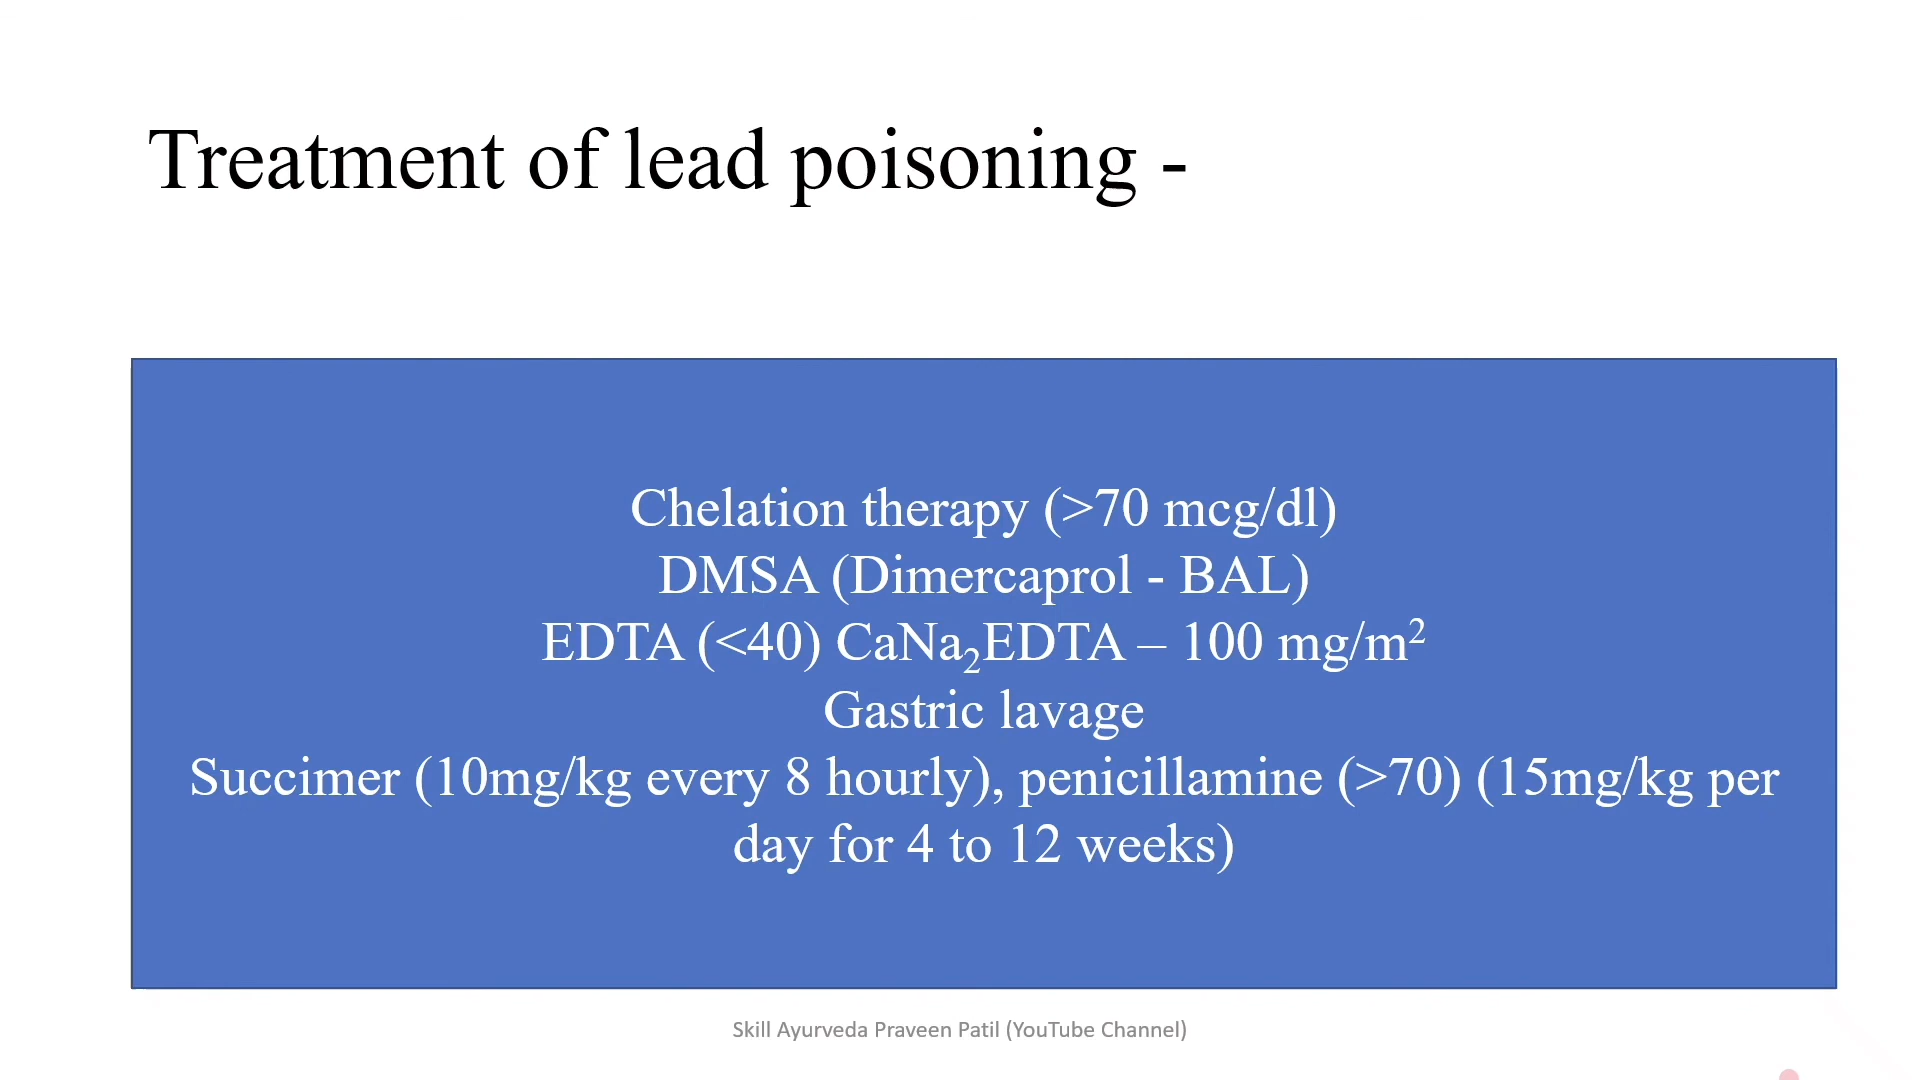 Treatment of lead poisoning -
Chelation therapy (>70 mcg/dl)
DMSA (Dimercaprol - BAL)
EDTA (<40) CaNa₂EDTA – 100 mg/m²
Gastric lavage
Succimer (10mg/kg every 8 hourly), penicillamine (>70) (15mg/kg per
day for 4 to 12 weeks)
Skill Ayurveda Praveen Patil (YouTube Channel)